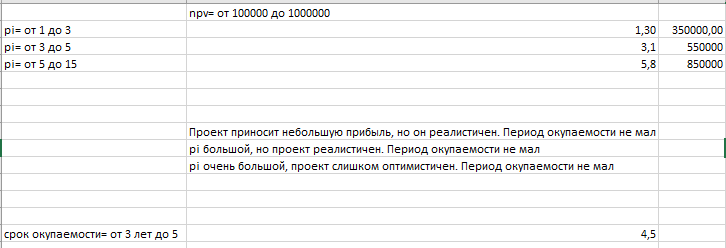 npv= от 100000 до 1000000
pi= от 1 до 3 1,30 350000,00
pi= от 3 до 5 3,1 550000
pi= от 5 до 15 5,8 850000
Проект приносит небольшую прибыль, но он реалистичен. Период окупаемости не мал
pi большой, но проект реалистичен. Период окупаемости не мал
pi очень большой, проект слишком оптимистичен. Период окупаемости не мал
срок окупаемости= от 3 лет до 5 4,5